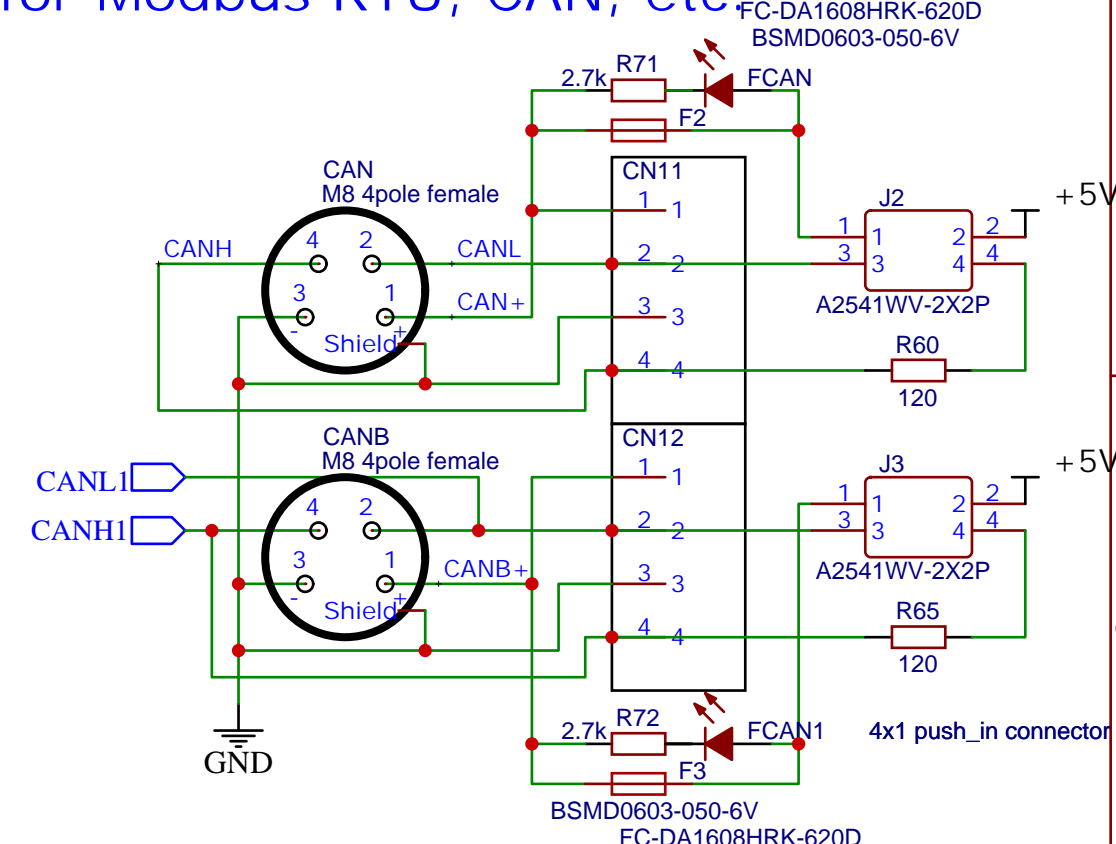 for Modbus RTU, CAN, etc.
FC-DA1608HRK-620D
BSMD0603-050-6V
R71
2.7k
FCAN
F2
CAN
M8 4pole female
CN11
1 1
2 2
3 3
4 4
CANH
4 2
CANL
3 1
CAN+
- +
Shield
J2
+5V
1 1 2 2
3 3 4 4
A2541WV-2X2P
R60
120
CANB
M8 4pole female
CN12
1 1
2 2
3 3
4 4
CANL1
CANH1
4 2
3 1
CANB+
- +
Shield
J3
+5V
1 1 2 2
3 3 4 4
A2541WV-2X2P
R65
120
GND
R72
2.7k
FCAN1
4x1 push_in connector
F3
BSMD0603-050-6V
FC-DA1608HRK-620D